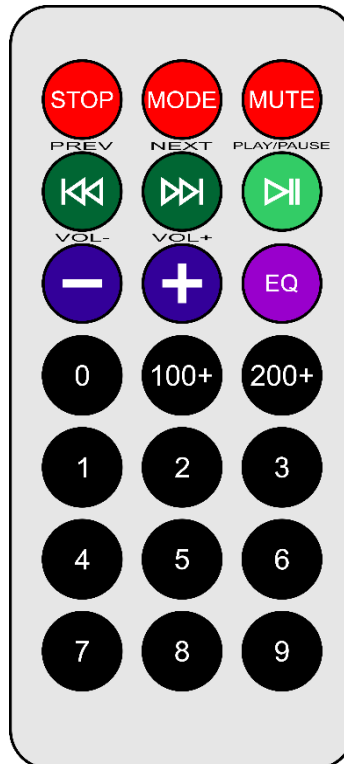 STOP MODE MUTE
PREV NEXT PLAY/PAUSE
VOL- VOL+
EQ
0 100+ 200+
1 2 3
4 5 6
7 8 9